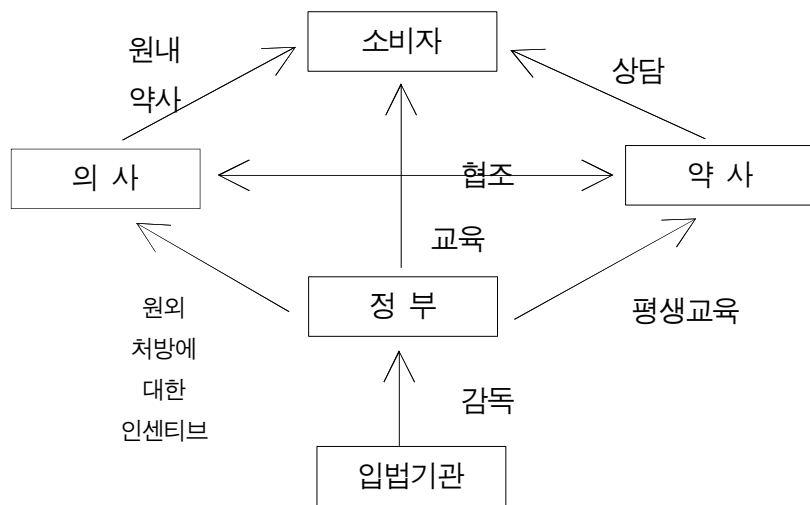 소비자
원내
약사
상담
의 사
협조
약 사
교육
정 부
원외
처방에
대한
인센티브
평생교육
감독
입법기관